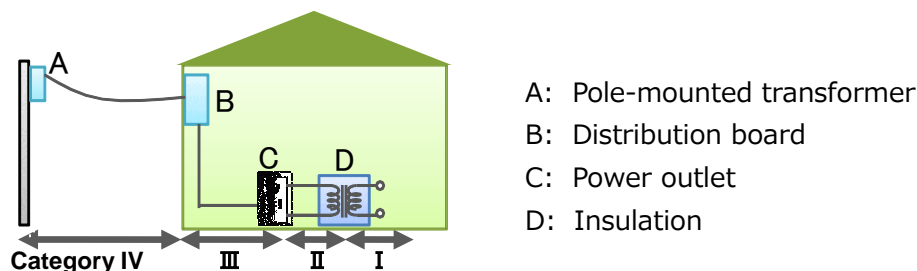 A
B
C
D
Category IV
Ⅲ
Ⅱ
Ⅰ
A: Pole-mounted transformer
B: Distribution board
C: Power outlet
D: Insulation